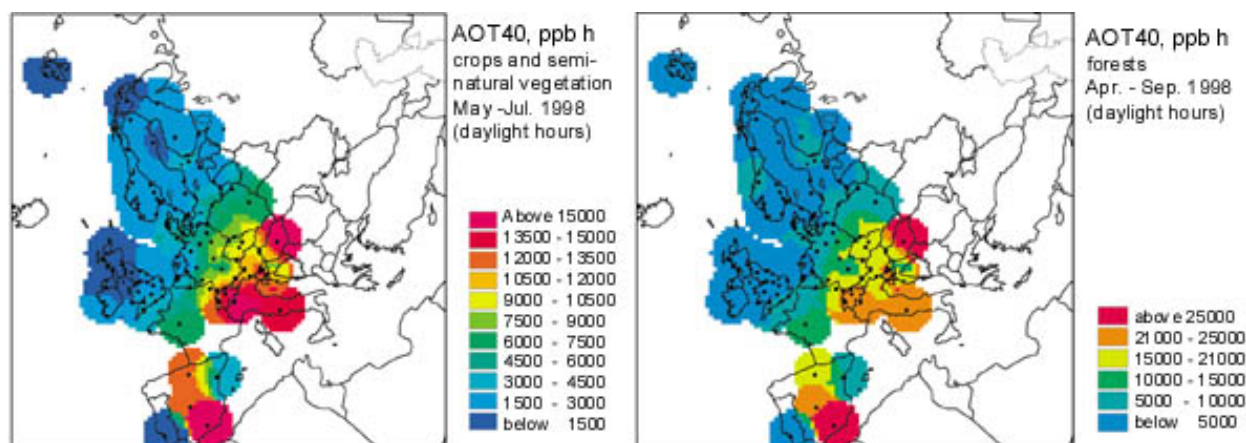 AOT40, ppb h
crops and semi-
natural vegetation
May -Jul. 1998
(daylight hours)
Above 15000
13500 - 15000
12000 - 13500
10500 - 12000
9000 - 10500
7500 - 9000
6000 - 7500
4500 - 6000
3000 - 4500
1500 - 3000
below 1500
AOT40, ppb h
forests
Apr. - Sep. 1998
(daylight hours)
above 25000
21000 - 25000
15000 - 21000
10000 - 15000
5000 - 10000
below 5000